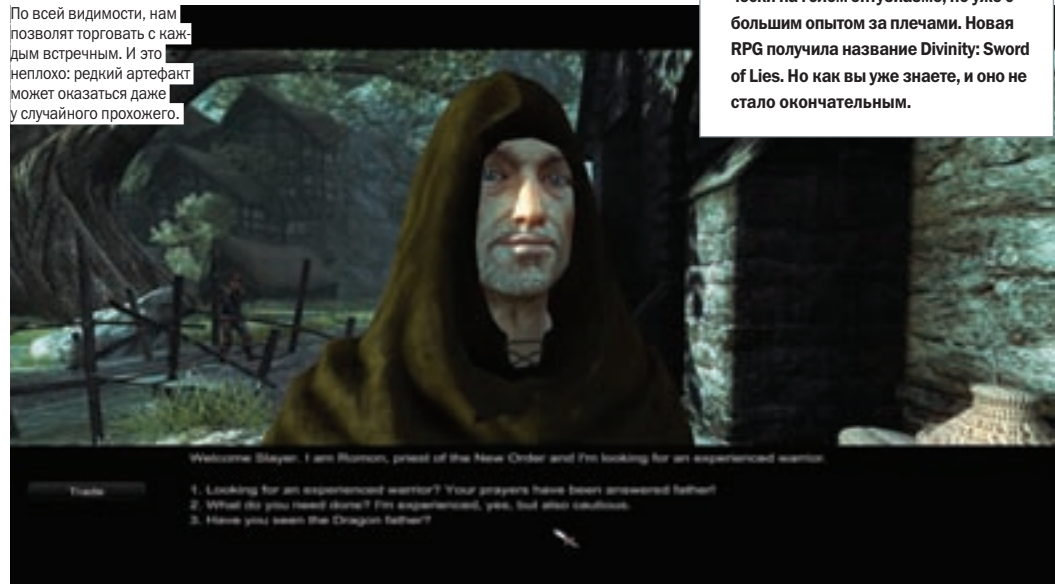 По всей видимости, нам
позволят торговать с каж-
дым встречным. И это
неплохо: редкий артефакт
может оказаться даже
у случайного прохожего.
большим опытом за плечами. Новая
RPG получила название Divinity: Sword
of Lies. Но как вы уже знаете, и оно не
стало окончательным.
Welcome Slayer. I am Romon, priest of the New Order and I'm looking for an experienced warrior.
Trade
1. Looking for an experienced warrior? Your prayers have been answered father!
2. What do you need done? I'm experienced, yes, but also cautious.
3. Have you seen the Dragon father?